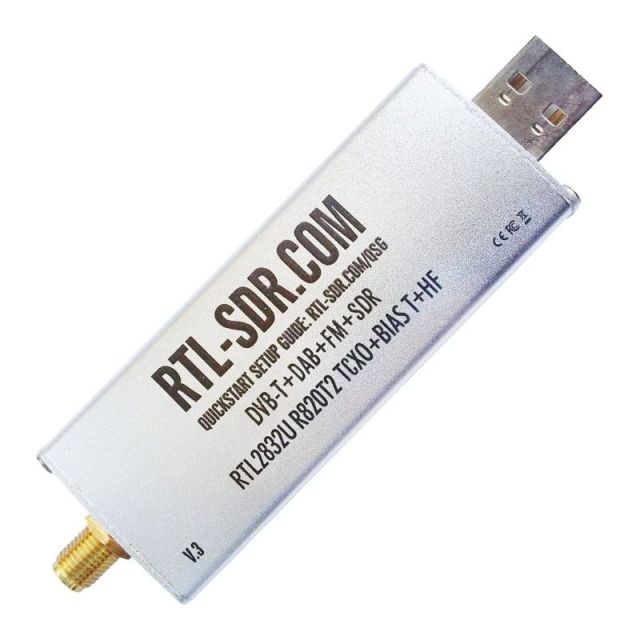 RTL-SDR.COM
QUICKSTART SETUP GUIDE: RTL-SDR.COM/QSG
DVB-T+DAB+FM+SDR
RTL2832U R820T2 TCXO+BIAS T+HF
V.3
CE FC